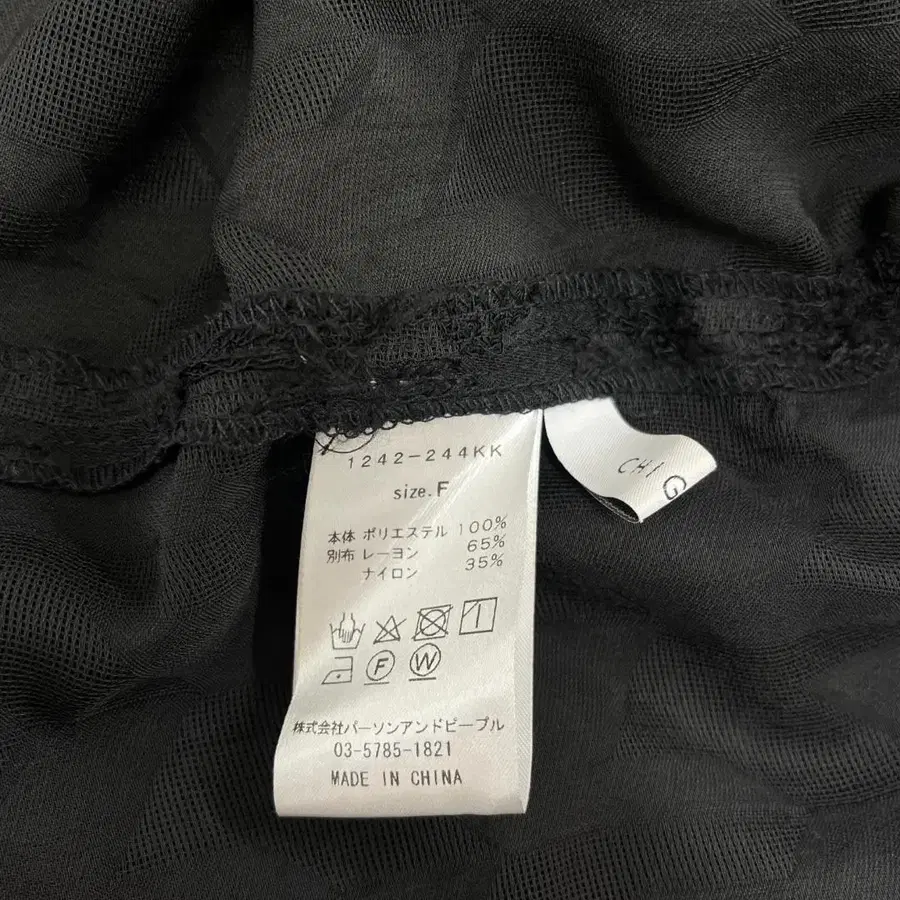 1242-244KK
size.F
本体 ポリエステル 100%
別布 レーヨン 65%
ナイロン 35%
F W
株式会社パーソンアンドピープル
03-5785-1821
MADE IN CHINA
CHI G